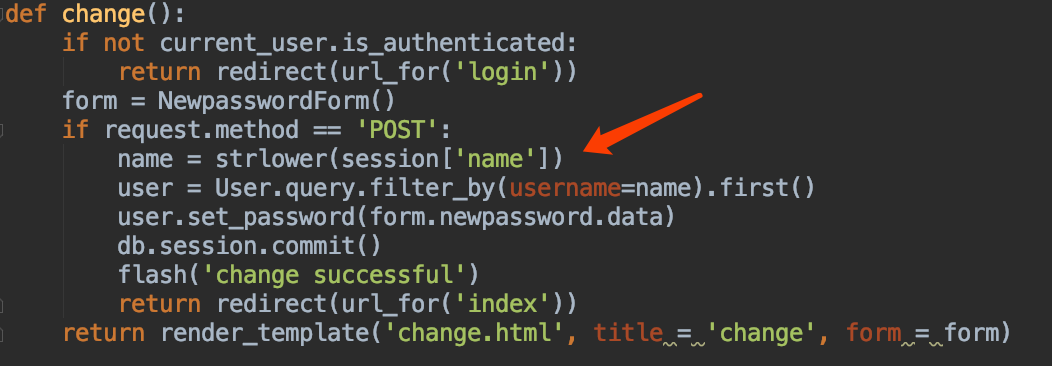 def change():
    if not current_user.is_authenticated:
        return redirect(url_for('login'))
    form = NewpasswordForm()
    if request.method == 'POST':
        name = strlower(session['name'])
        user = User.query.filter_by(username=name).first()
        user.set_password(form.newpassword.data)
        db.session.commit()
        flash('change successful')
        return redirect(url_for('index'))
    return render_template('change.html', title = 'change', form = form)